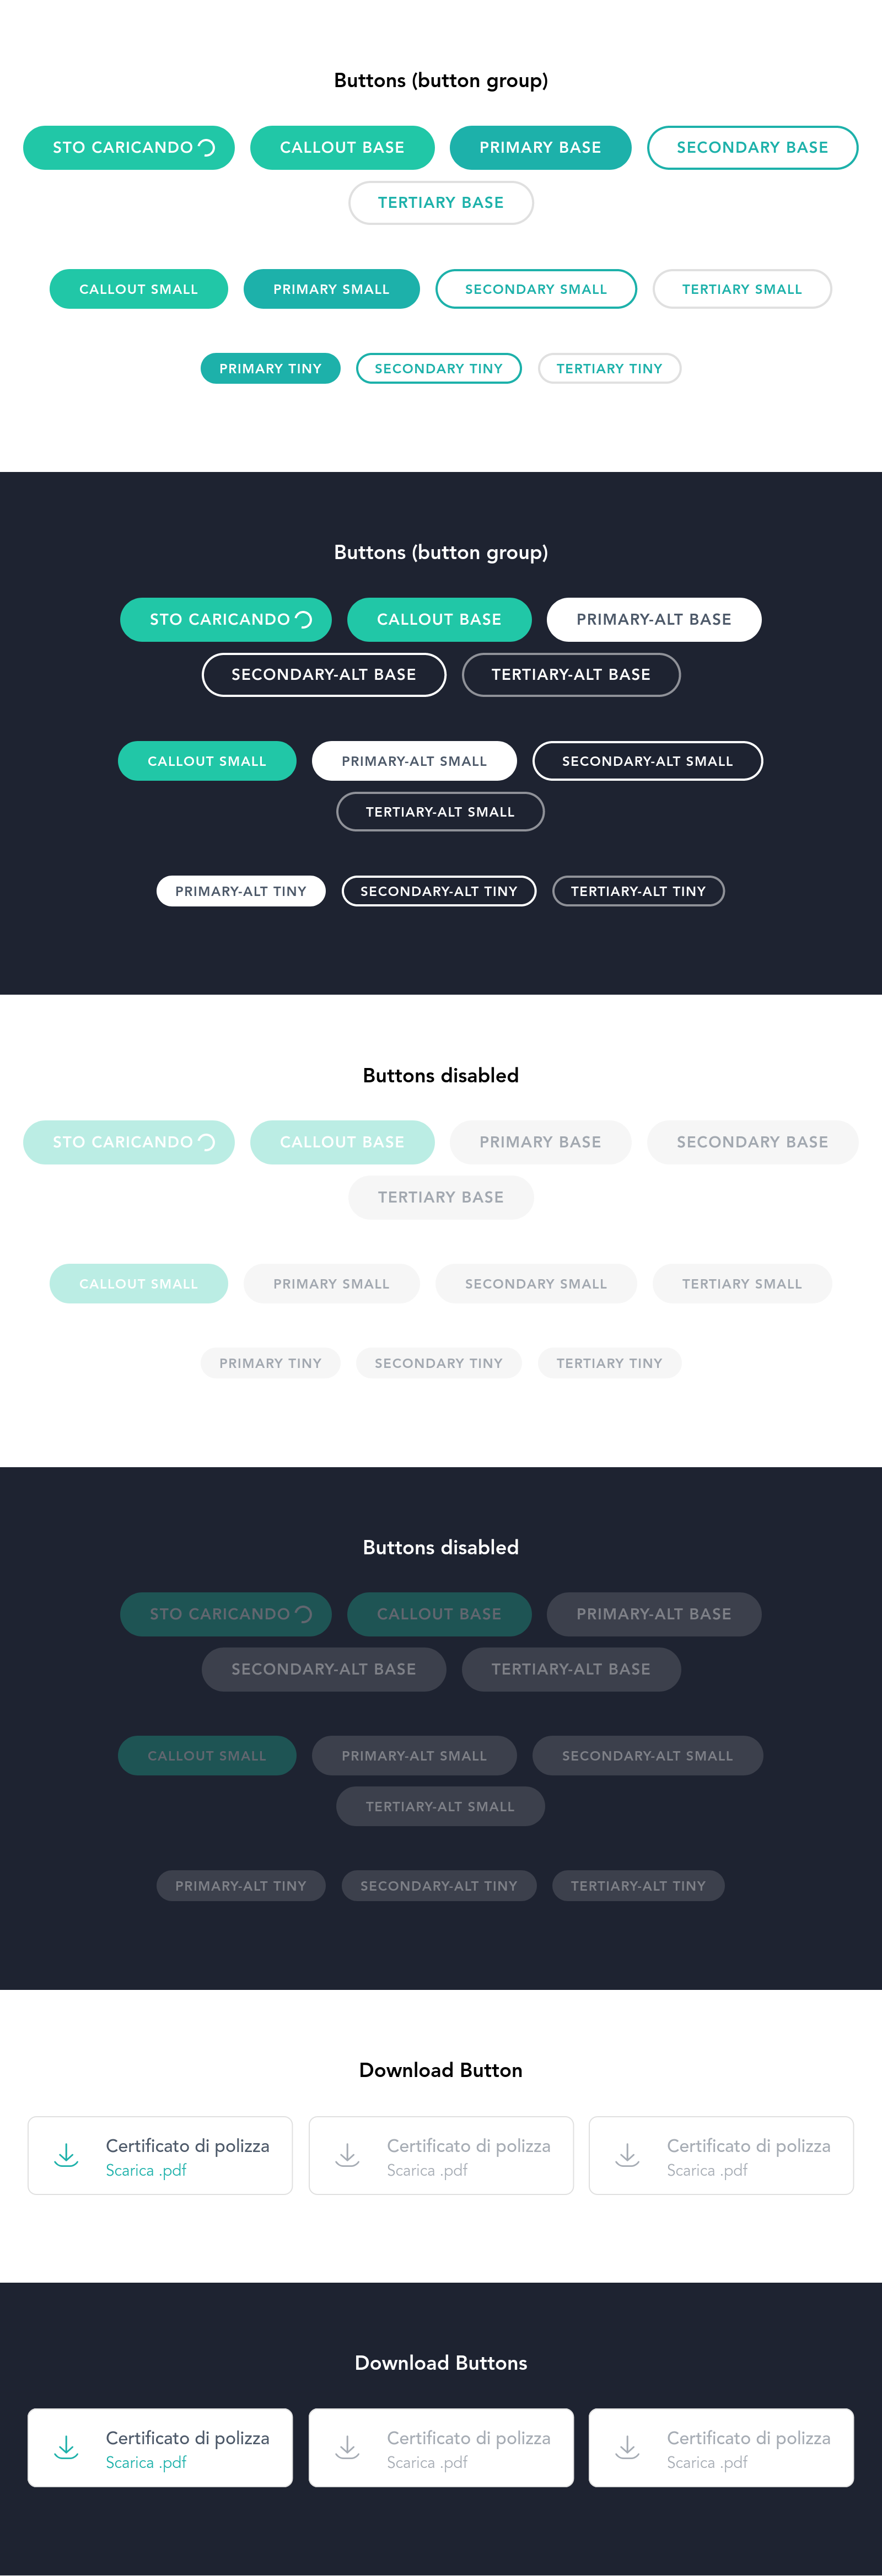 Buttons (button group)
STO CARICANDO CALLOUT BASE PRIMARY BASE SECONDARY BASE
TERTIARY BASE
CALLOUT SMALL PRIMARY SMALL SECONDARY SMALL TERTIARY SMALL
PRIMARY TINY SECONDARY TINY TERTIARY TINY
Buttons (button group)
STO CARICANDO CALLOUT BASE PRIMARY-ALT BASE
SECONDARY-ALT BASE TERTIARY-ALT BASE
CALLOUT SMALL PRIMARY-ALT SMALL SECONDARY-ALT SMALL
TERTIARY-ALT SMALL
PRIMARY-ALT TINY SECONDARY-ALT TINY TERTIARY-ALT TINY
Buttons disabled
STO CARICANDO CALLOUT BASE PRIMARY BASE SECONDARY BASE
TERTIARY BASE
CALLOUT SMALL PRIMARY SMALL SECONDARY SMALL TERTIARY SMALL
PRIMARY TINY SECONDARY TINY TERTIARY TINY
Buttons disabled
STO CARICANDO CALLOUT BASE PRIMARY-ALT BASE
SECONDARY-ALT BASE TERTIARY-ALT BASE
CALLOUT SMALL PRIMARY-ALT SMALL SECONDARY-ALT SMALL
TERTIARY-ALT SMALL
PRIMARY-ALT TINY SECONDARY-ALT TINY TERTIARY-ALT TINY
Download Button
Certificato di polizza Certificato di polizza Certificato di polizza
Scarica .pdf Scarica .pdf Scarica .pdf
Download Buttons
Certificato di polizza Certificato di polizza Certificato di polizza
Scarica .pdf Scarica .pdf Scarica .pdf